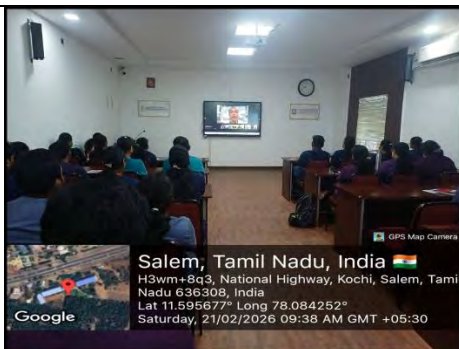 GPS Map Camera
Salem, Tamil Nadu, India 🇮🇳
H3wm+8q3, National Highway, Kochi, Salem, Tamil
Nadu 636308, India
Lat 11.595677° Long 78.084252°
Saturday, 21/02/2026 09:38 AM GMT +05:30
Google